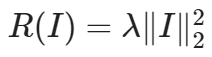 R(I) = λ‖I‖₂²